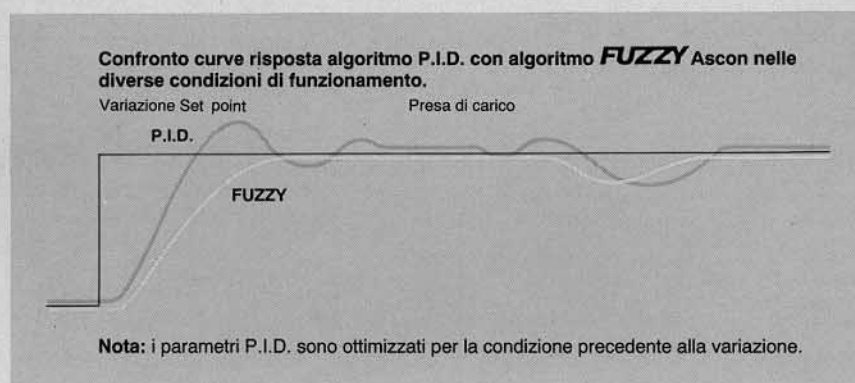 Confronto curve risposta algoritmo P.I.D. con algoritmo FUZZY Ascon nelle
diverse condizioni di funzionamento.
Variazione Set point
Presa di carico
P.I.D.
FUZZY
Nota: i parametri P.I.D. sono ottimizzati per la condizione precedente alla variazione.